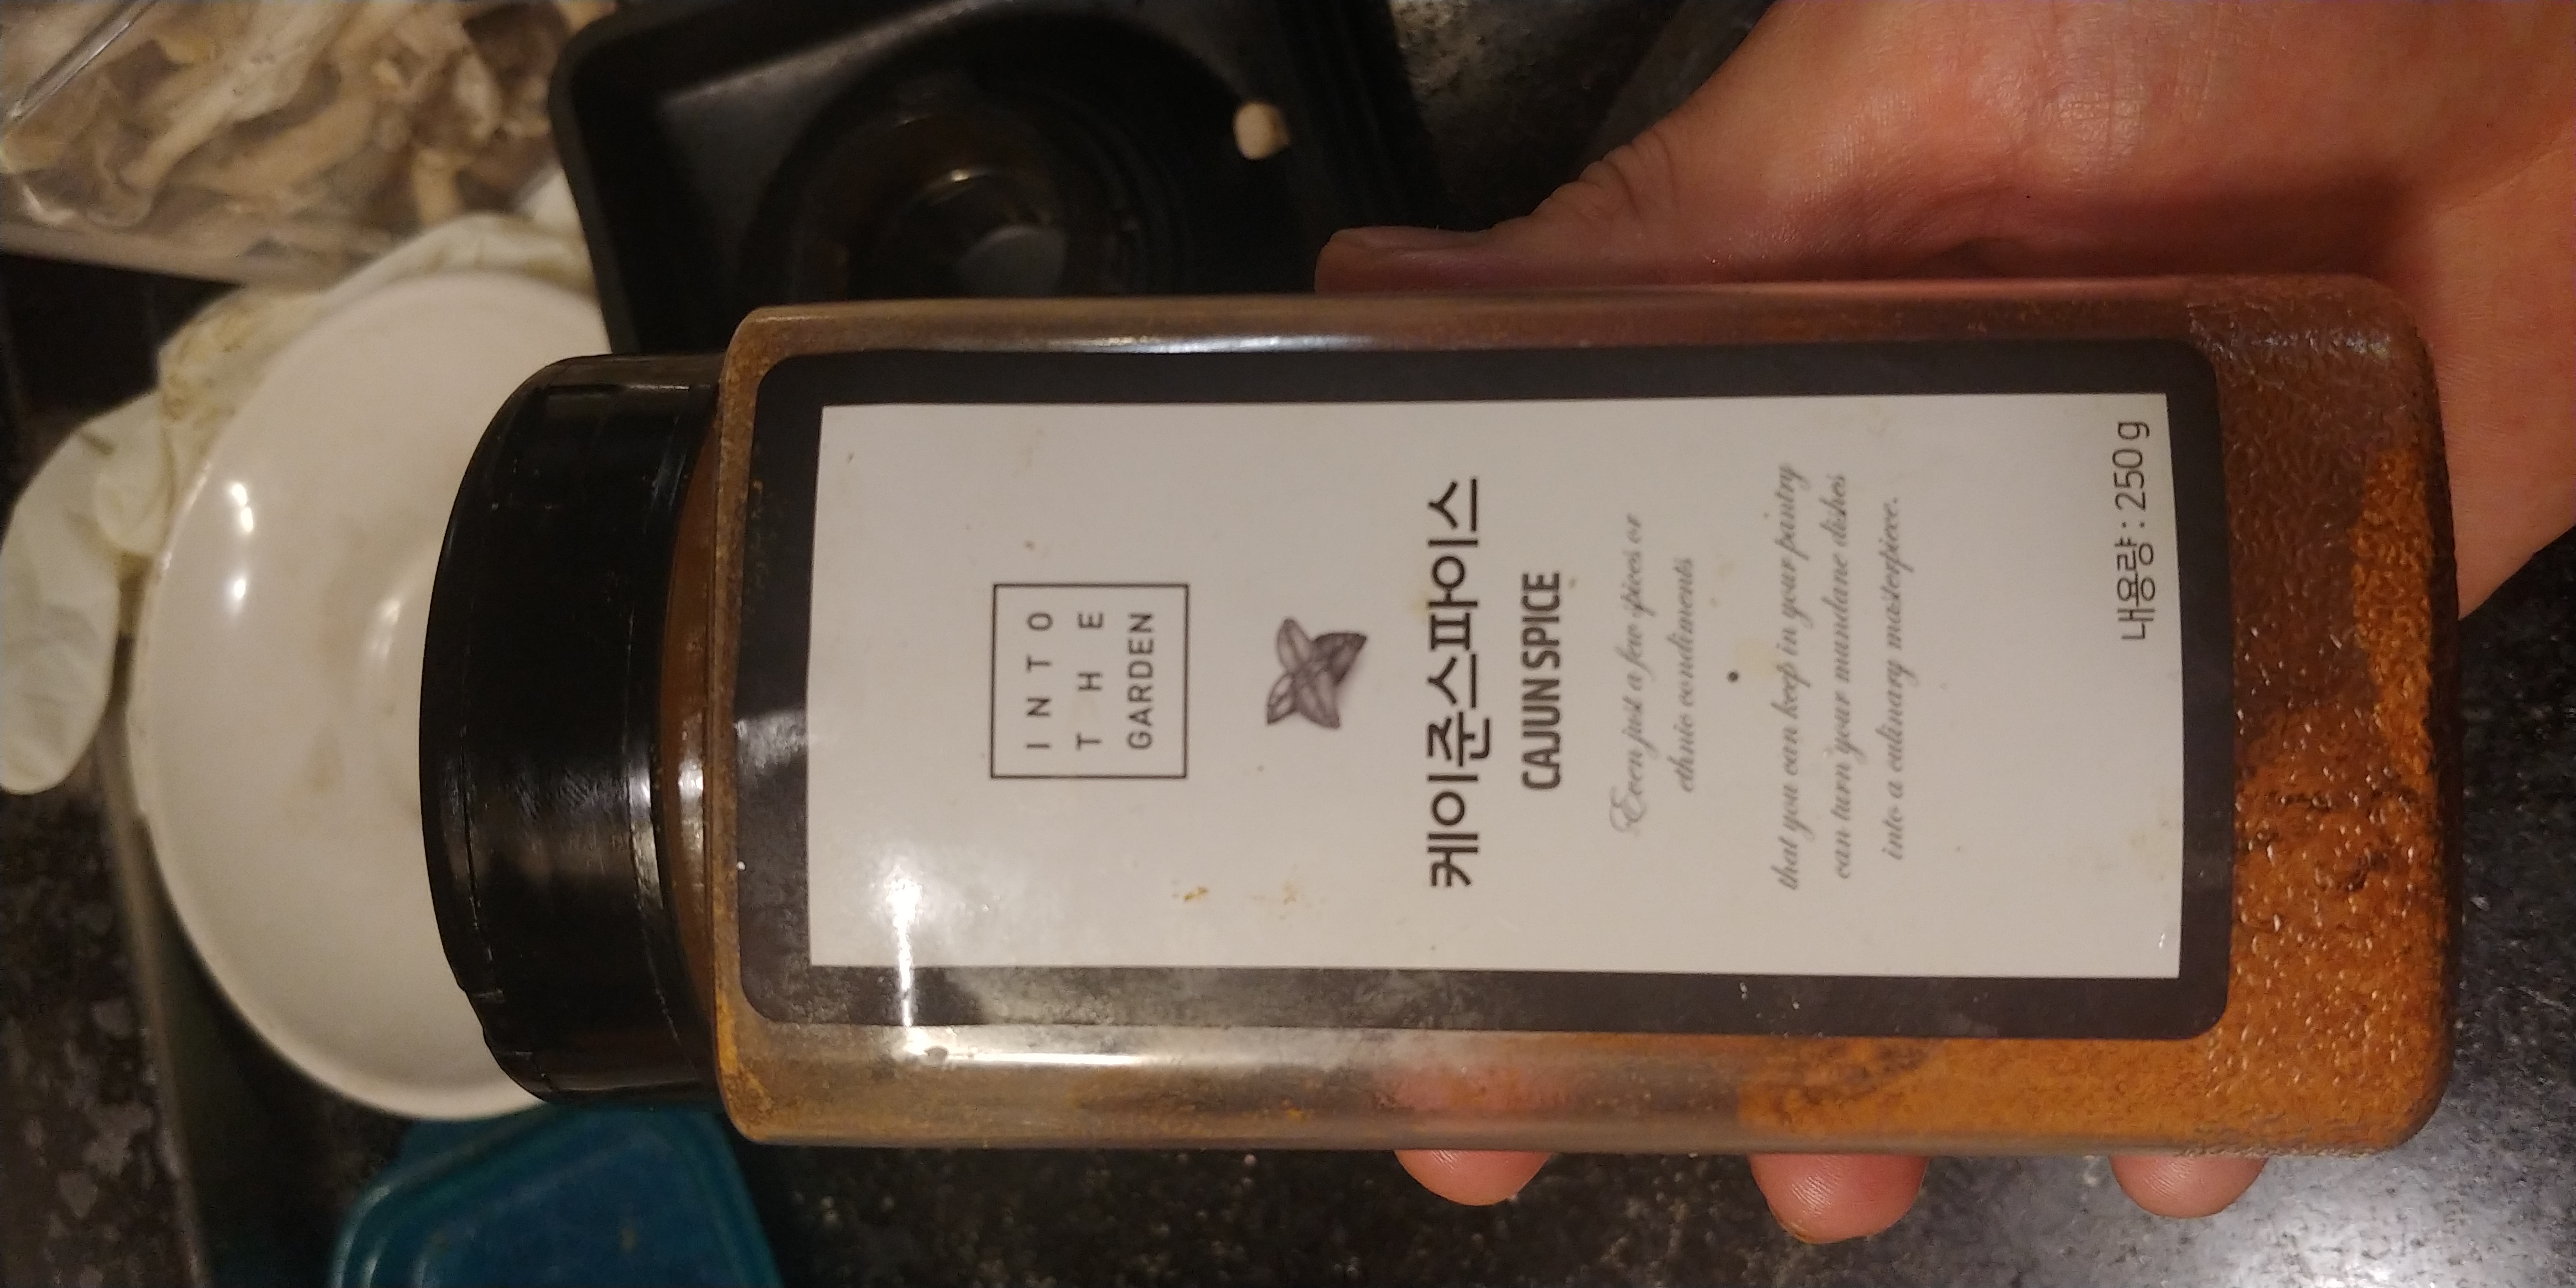 INTO
THE
GARDEN
케이준스파이스
CAJUN SPICE
Even just a few spices or
ethnic condiments
•
that you can keep in your pantry
can turn your mundane dishes
into a culinary masterpiece.
내용량 : 250 g